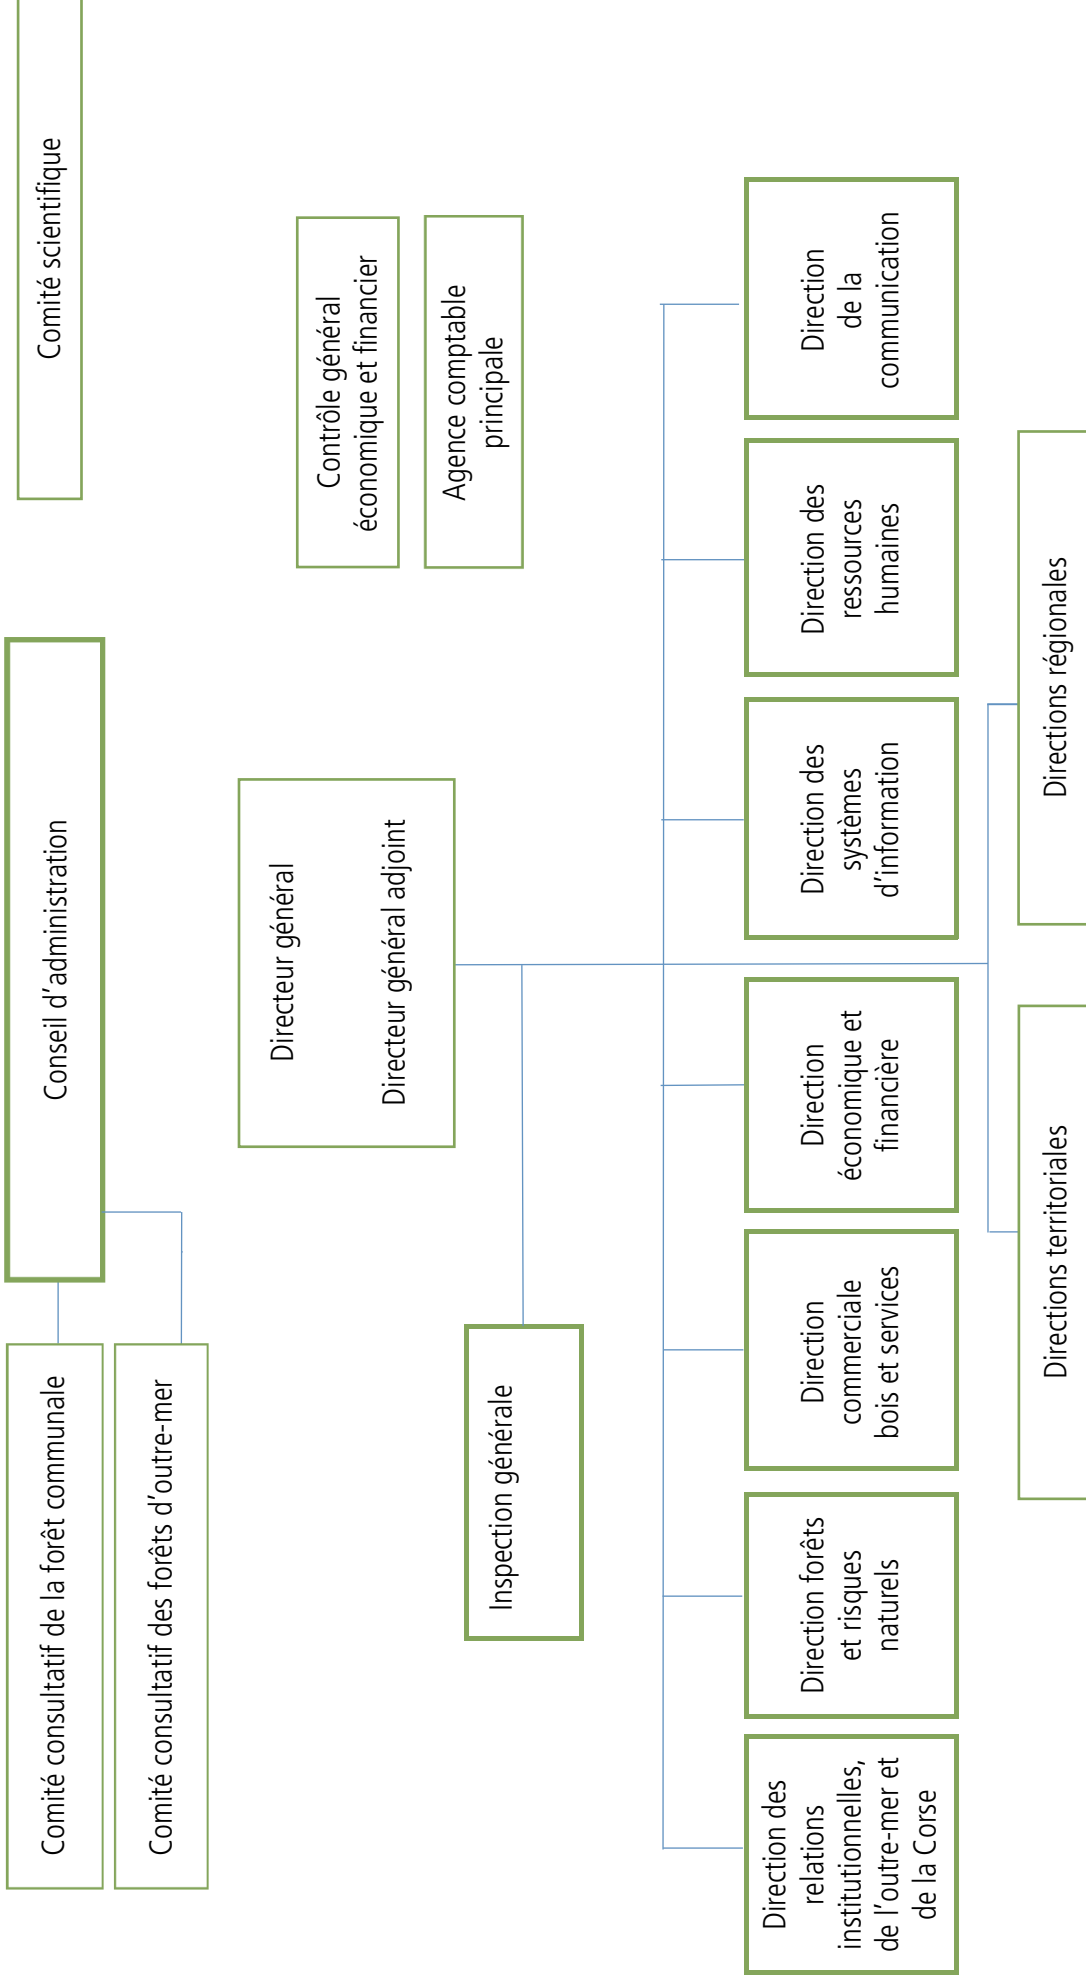 Comité consultatif de la forêt communale
Conseil d'administration
Comité scientifique
Comité consultatif des forêts d'outre-mer
Directeur général
Directeur général adjoint
Contrôle général
économique et financier
Agence comptable
principale
Inspection générale
Direction des
relations
institutionnelles,
de l'outre-mer et
de la Corse
Direction forêts
et risques
naturels
Direction
commerciale
bois et services
Direction
économique et
financière
Direction des
systèmes
d'information
Direction des
ressources
humaines
Direction
de la
communication
Directions territoriales
Directions régionales